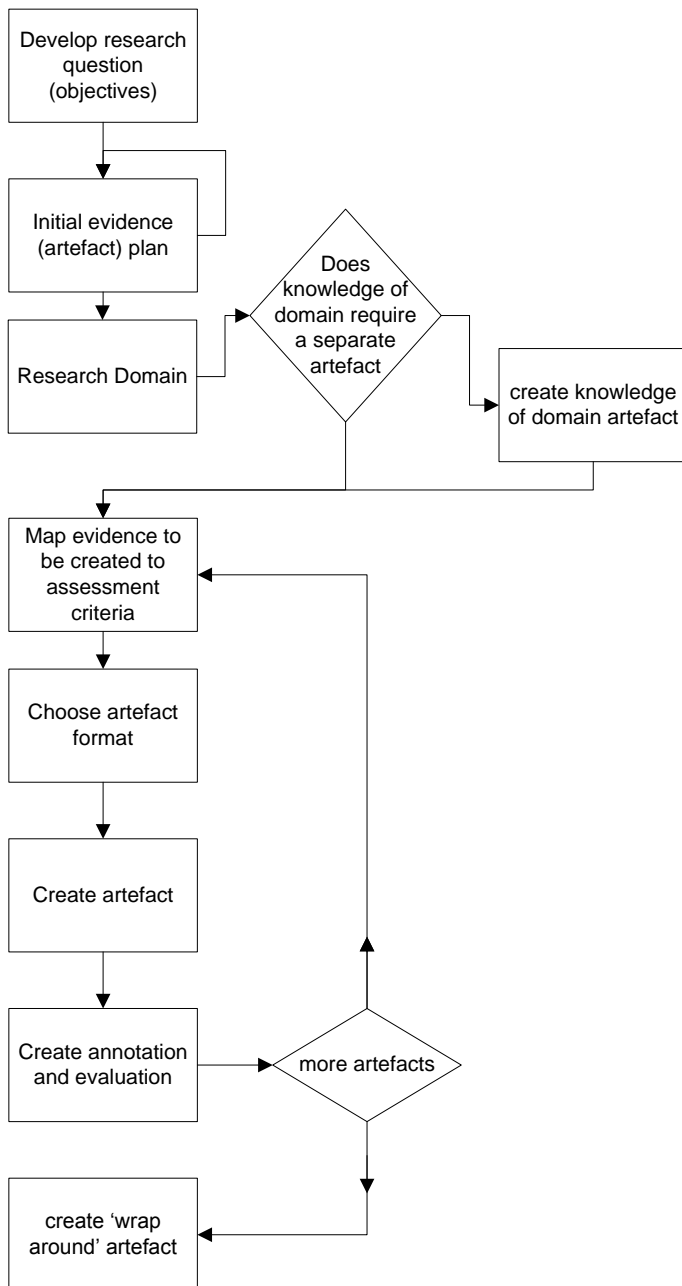 Develop research
question
(objectives)
Initial evidence
(artefact) plan
Research Domain
Does
knowledge of
domain require
a separate
artefact
create knowledge
of domain artefact
Map evidence to
be created to
assessment
criteria
Choose artefact
format
Create artefact
Create annotation
and evaluation
more artefacts
create ‘wrap
around’ artefact